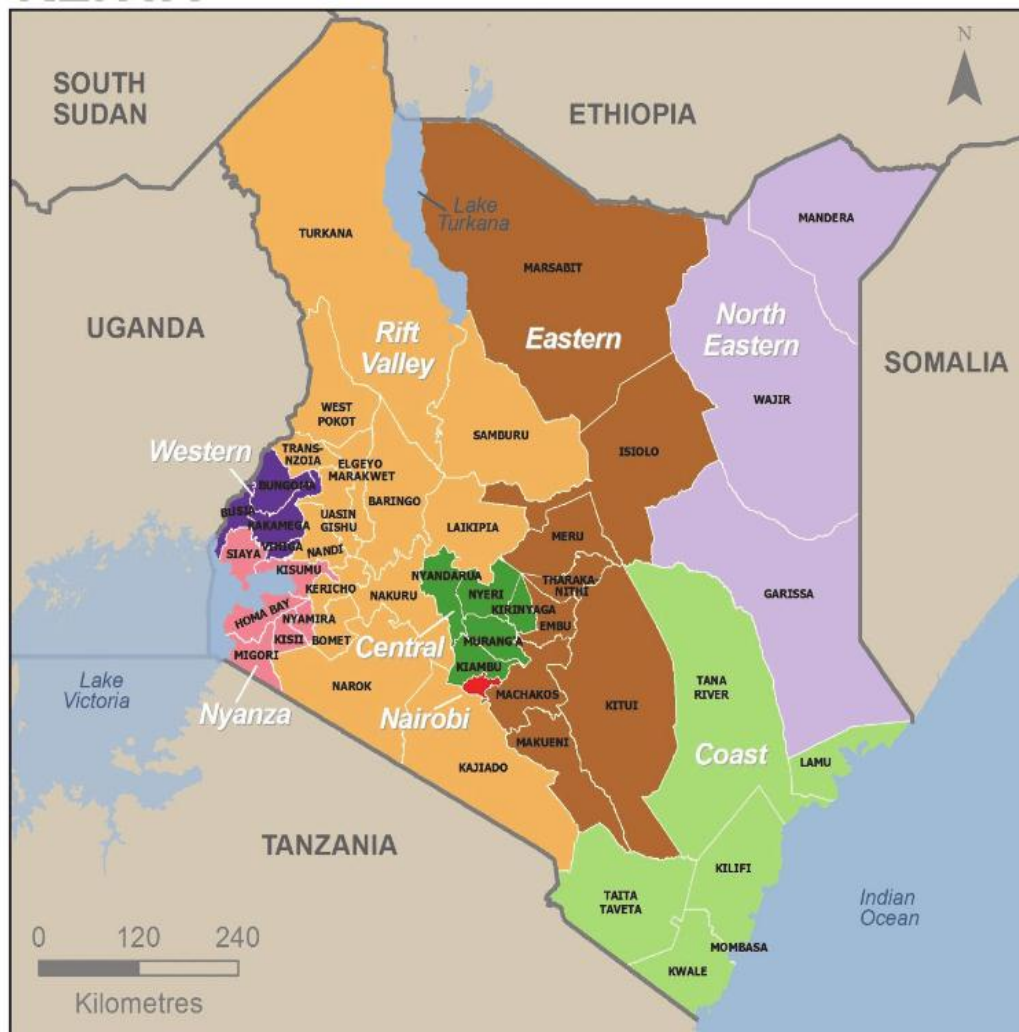 N
SOUTH
SUDAN
ETHIOPIA
Lake
Turkana
MANDERA
TURKANA
MARSABIT
UGANDA
Rift
Valley
Eastern
North
Eastern
SOMALIA
WAJIR
WEST
POKOT
SAMBURU
ISIOLO
Western
TRANS-
NZOIA
ELGEYO
MARAKWET
BUNGOMA
BARINGO
BUSIA
UASIN
GISHU
KAKAMEGA
LAIKIPIA
MERU
VIHIGA
NANDI
SIAYA
KISUMU
NYANDARUA
THARAKA-
NITHI
KERICHO
NAKURU
NYERI
GARISSA
KIRINYAGA
HOMA BAY
NYAMIRA
EMBU
KISII
BOMET
Central
MURANG'A
MIGORI
KIAMBU
Lake
Victoria
NAROK
MACHAKOS
KITUI
TANA
RIVER
Nyanza
Nairobi
MAKUENI
Coast
KAJIADO
LAMU
TANZANIA
KILIFI
TAITA
TAVETA
Indian
Ocean
MOMBASA
KWALE
0 120 240
Kilometres